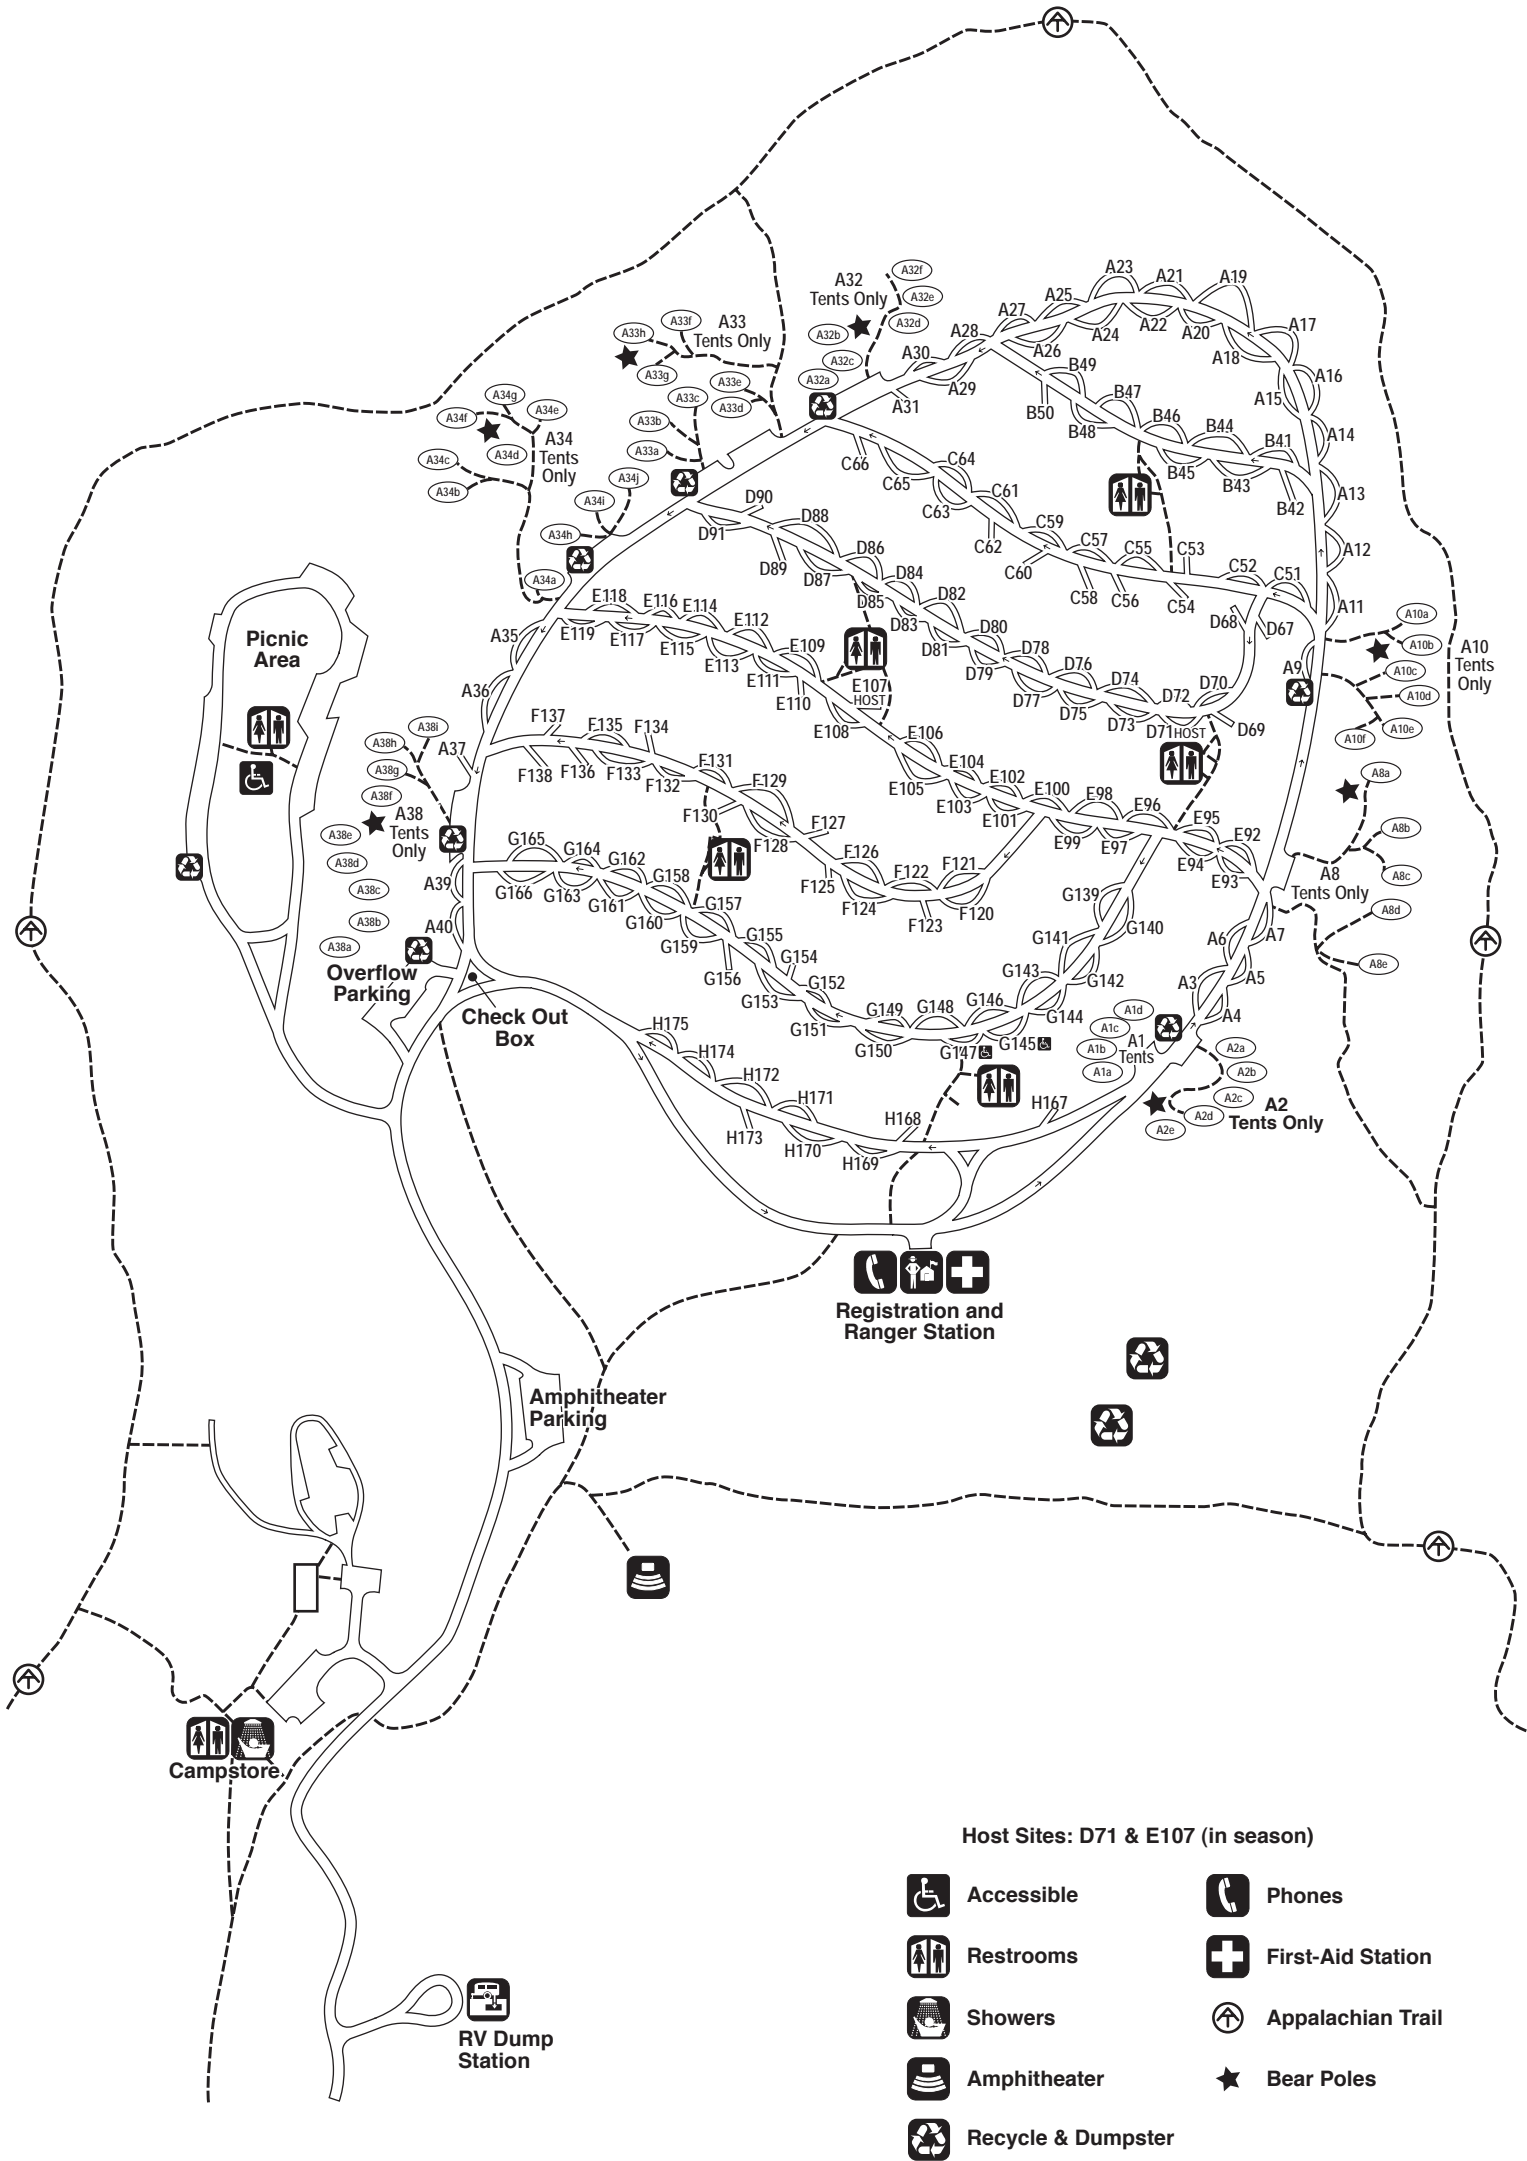 A23
A21
A19
A25
A27
A28
A26
A24
A22
A20
A17
A18
A16
A15
A14
A13
A12
A11
A32
Tents Only
A32f
A32e
A32d
A32b
A32c
A32a
A30
A29
A31
A33
Tents Only
A33h
A33f
A33g
A33e
A33d
A33c
A33b
A33a
A34
Tents
Only
A34g
A34f
A34e
A34d
A34c
A34b
A34j
A34i
A34h
A34a
B49
B50
B47
B48
B46
B44
B41
B45
B43
B42
C66
C64
C65
C61
C63
C62
C59
C60
C57
C58
C55
C56
C53
C54
C52
C51
D90
D91
D88
D89
D87
D86
D85
D84
D83
D82
D81
D80
D79
D78
D77
D76
D75
D74
D73
D72
D71HOST
D70
D69
D68
D67
A9
A10a
A10b
A10c
A10d
A10e
A10f
A10
Tents
Only
Picnic
Area
A35
A36
A37
E118
E119
E116
E117
E114
E115
E112
E113
E109
E111
E110
E107
HOST
E108
E106
E105
E104
E103
E102
E101
E100
E99
E98
E97
E96
E95
E94
E93
E92
A38i
A38h
A38g
A38f
A38
Tents
Only
A38e
A38d
A38c
A38b
A38a
F137
F138
F135
F136
F134
F133
F132
F131
F130
F129
F128
F127
F126
F125
F124
F122
F123
F121
F120
A8a
A8b
A8
Tents Only
A8c
A8d
A8e
A39
A40
G165
G166
G164
G163
G162
G161
G160
G158
G159
G157
G156
G155
G154
G153
G152
G151
G149
G150
G148
G147
G146
G145
G143
G144
G141
G142
G139
G140
A7
A6
A5
A3
A4
Overflow
Parking
Check Out
Box
A1d
A1c
A1
Tents
A1b
A1a
A2a
A2b
A2c
A2d
A2e
A2
Tents Only
H175
H174
H172
H173
H171
H170
H169
H168
H167
Registration and
Ranger Station
Amphitheater
Parking
Campstore
RV Dump
Station
Host Sites: D71 & E107 (in season)
Accessible
Phones
Restrooms
First-Aid Station
Showers
Appalachian Trail
Amphitheater
Bear Poles
Recycle & Dumpster